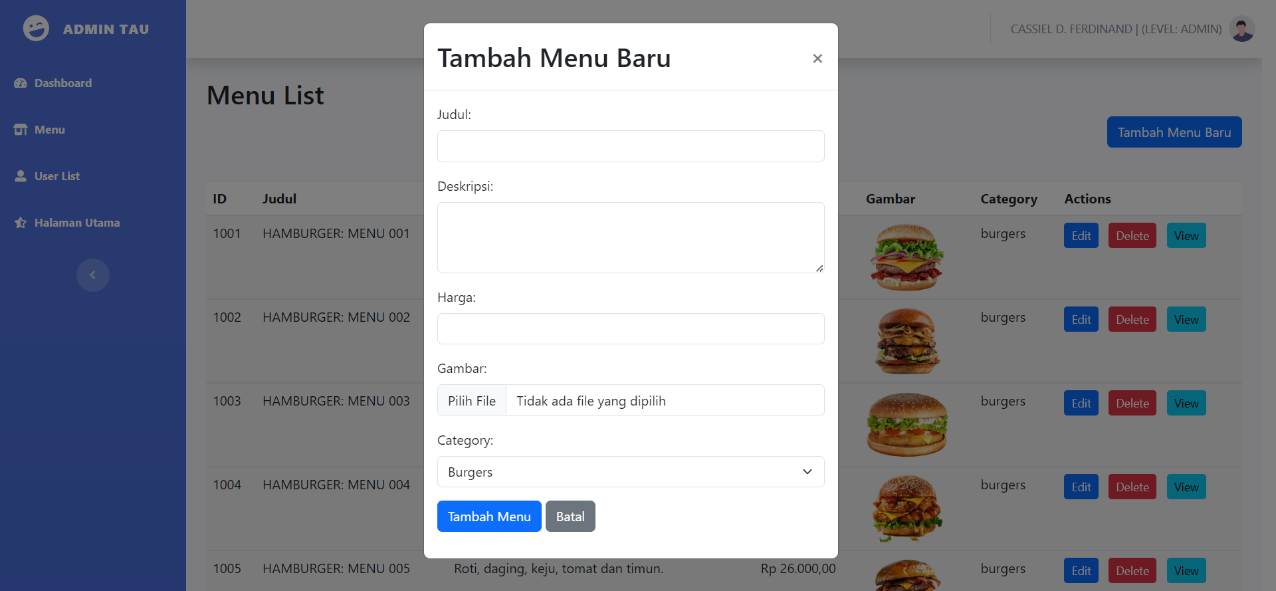 ADMIN TAU
Dashboard
Menu
User List
Halaman Utama
CASSIEL D. FERDINAND | (LEVEL: ADMIN)
Menu List
Tambah Menu Baru
Tambah Menu Baru
×
Judul:
Deskripsi:
Harga:
Gambar:
Pilih File Tidak ada file yang dipilih
Category:
Burgers
Tambah Menu Batal
ID Judul Gambar Category Actions
1001 HAMBURGER: MENU 001 burgers Edit Delete View
1002 HAMBURGER: MENU 002 burgers Edit Delete View
1003 HAMBURGER: MENU 003 burgers Edit Delete View
1004 HAMBURGER: MENU 004 burgers Edit Delete View
1005 HAMBURGER: MENU 005 Roti, daging, keju, tomat dan timun. Rp 26.000,00 burgers Edit Delete View